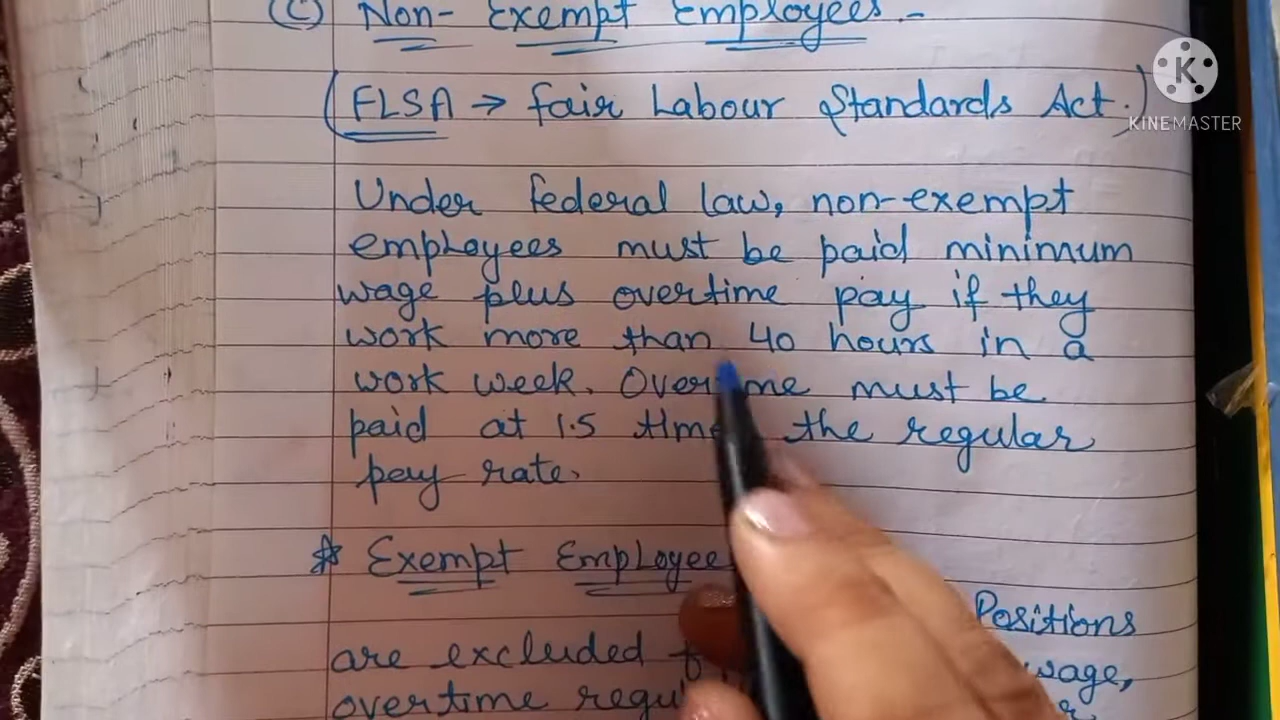 (C) Non- Exempt Employees -
(FLSA → Fair Labour Standards Act.)
K
KINEMASTER
Under federal law, non-exempt
employees must be paid minimum
wage plus overtime pay if they
work more than 40 hours in a
work week. Overtime must be
paid at 1.5 the regular
pay rate.
* Exempt Employee
Positions
are excluded wage,
overtime